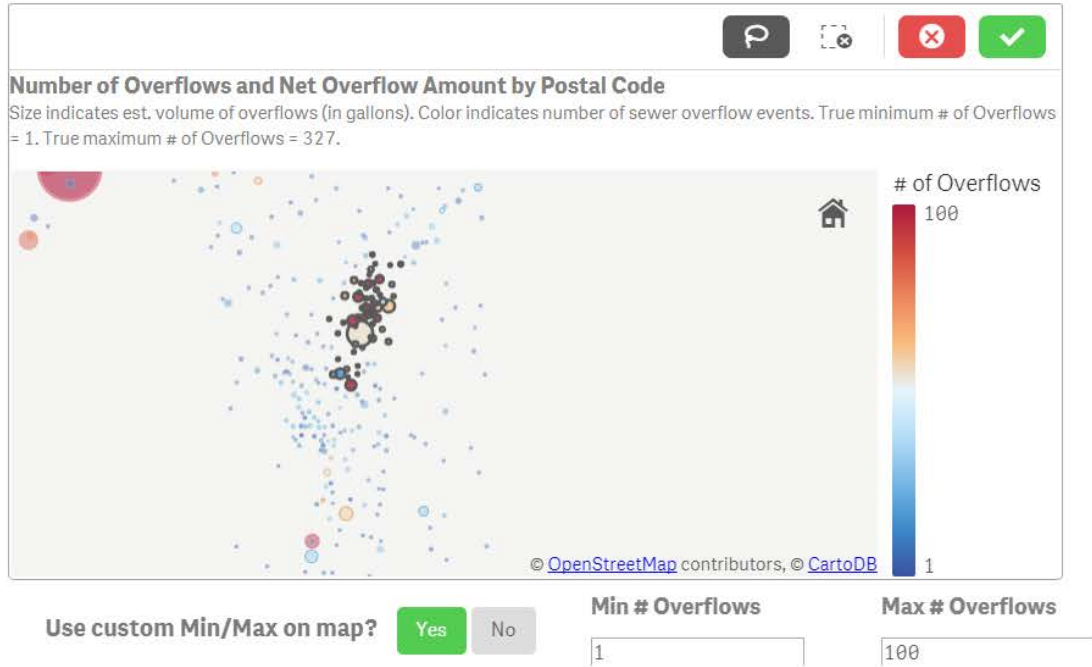 Number of Overflows and Net Overflow Amount by Postal Code
Size indicates est. volume of overflows (in gallons). Color indicates number of sewer overflow events. True minimum # of Overflows
= 1. True maximum # of Overflows = 327.
# of Overflows
100
1
© OpenStreetMap contributors, © CartoDB
Use custom Min/Max on map?
Yes
No
Min # Overflows
Max # Overflows
1
100